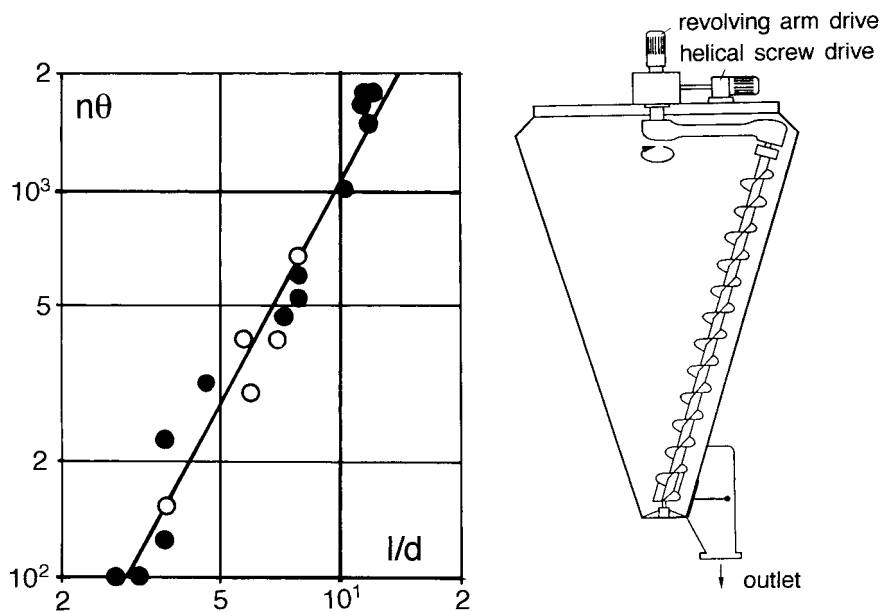 revolving arm drive
helical screw drive
2
nθ
10³
5
2
10²
l/d
2 5 10¹ 2
outlet